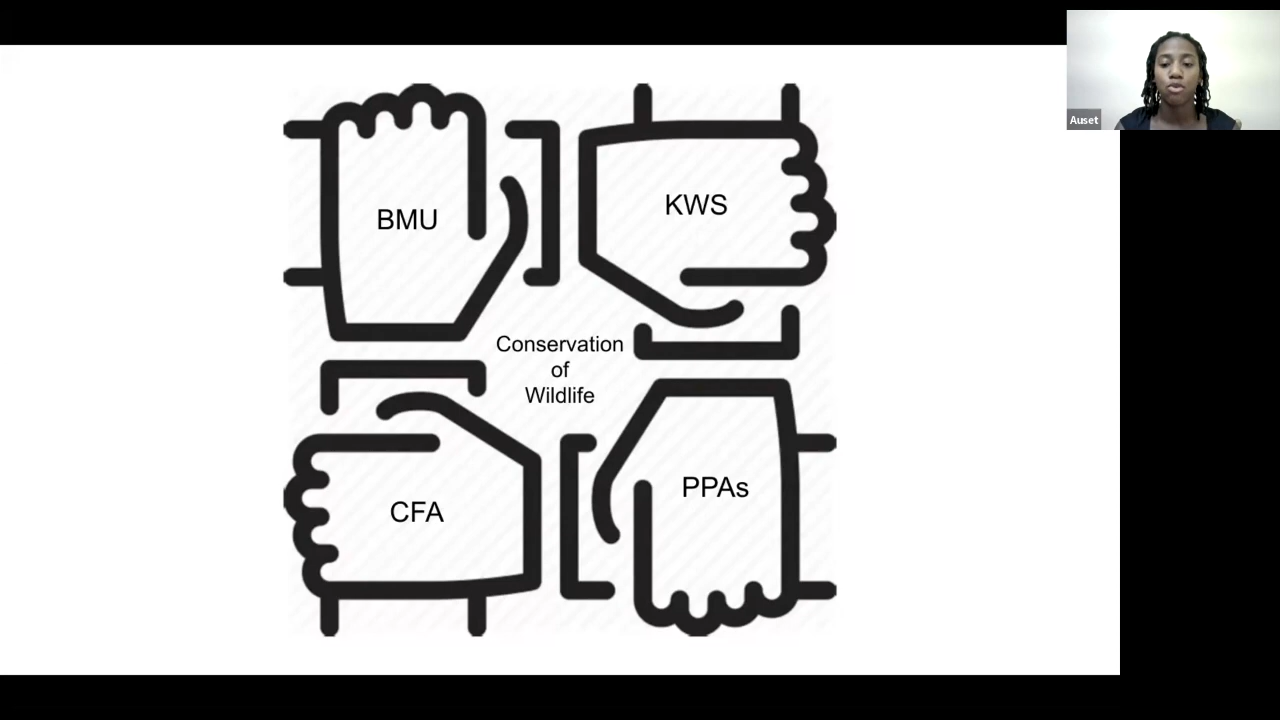 Auset
BMU
KWS
Conservation
of
Wildlife
CFA
PPAs